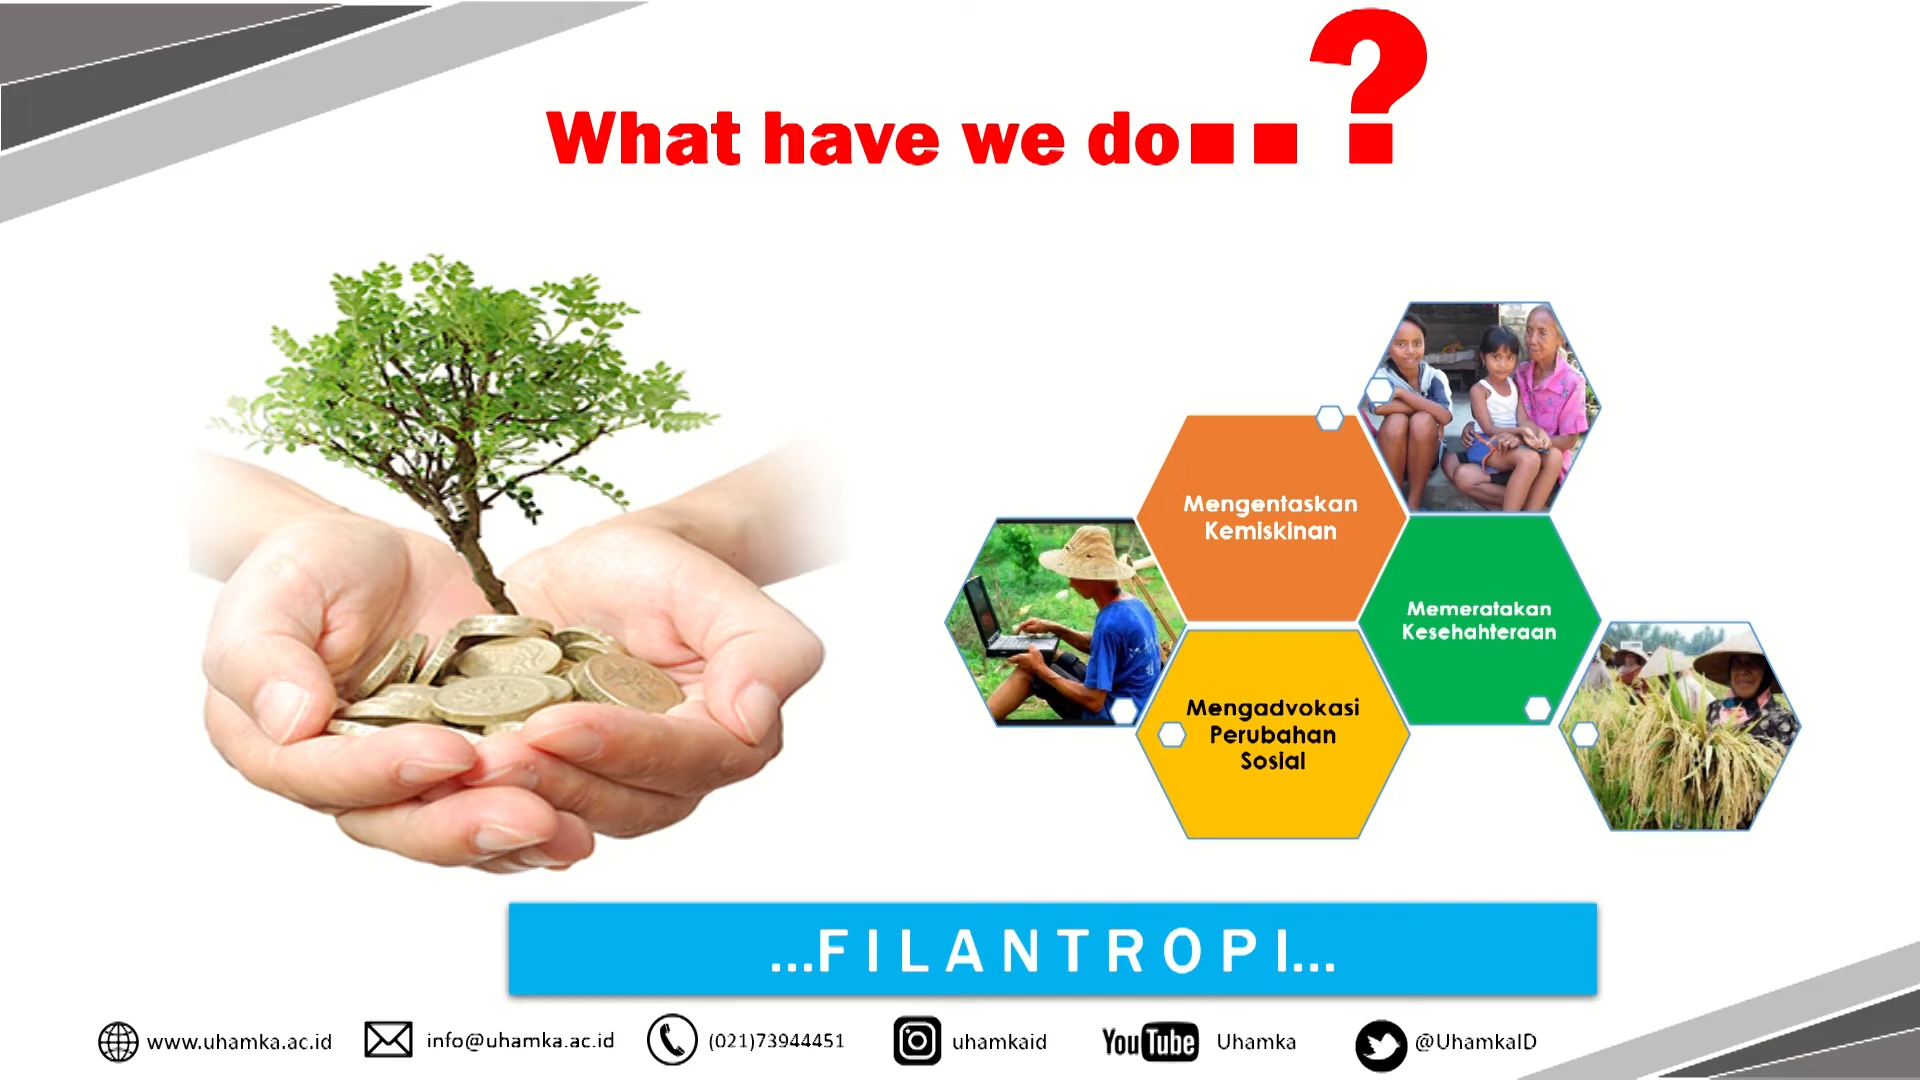 What have we do...?
Mengentaskan
Kemiskinan
Memeratakan
Kesehahteraan
Mengadvokasi
Perubahan
Sosial
...FILANTROPI...
www.uhamka.ac.id
info@uhamka.ac.id
(021)73944451
uhamkaid
YouTube
Uhamka
@UhamkaID